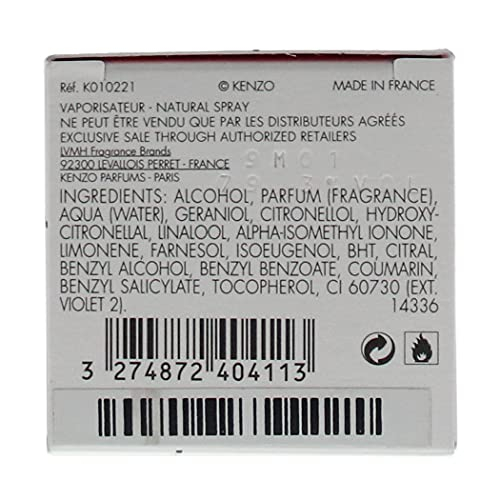 Réf. K010221 © KENZO MADE IN FRANCE
VAPORISATEUR - NATURAL SPRAY
NE PEUT ÊTRE VENDU QUE PAR LES DISTRIBUTEURS AGRÉÉS
EXCLUSIVE SALE THROUGH AUTHORIZED RETAILERS
LVMH Fragrance Brands
92300 LEVALLOIS PERRET - FRANCE
KENZO PARFUMS - PARIS
9M01
INGREDIENTS: ALCOHOL, PARFUM (FRAGRANCE),
AQUA (WATER), GERANIOL, CITRONELLOL, HYDROXY-
CITRONELLAL, LINALOOL, ALPHA-ISOMETHYL IONONE,
LIMONENE, FARNESOL, ISOEUGENOL, BHT, CITRAL,
BENZYL ALCOHOL, BENZYL BENZOATE, COUMARIN,
BENZYL SALICYLATE, TOCOPHEROL, CI 60730 (EXT.
VIOLET 2). 14336
3 274872 404113